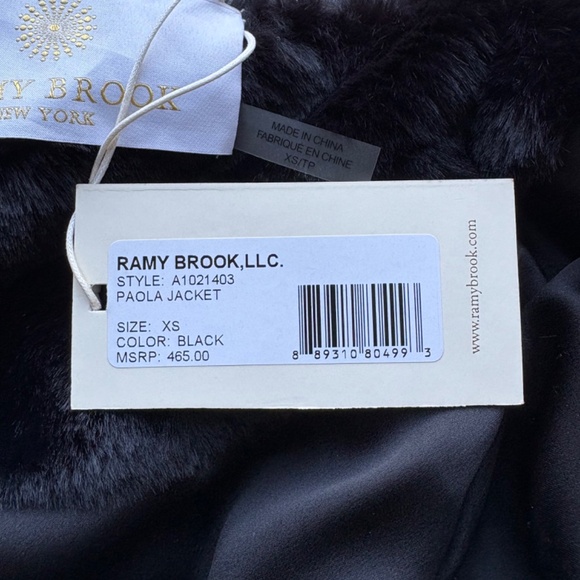 MY BROOK
NEW YORK
MADE IN CHINA
FABRIQUE EN CHINE
XS/TP
RAMY BROOK,LLC.
STYLE: A1021403
PAOLA JACKET
SIZE: XS
COLOR: BLACK
MSRP: 465.00
8 89310 80499 3
www.ramybrook.com